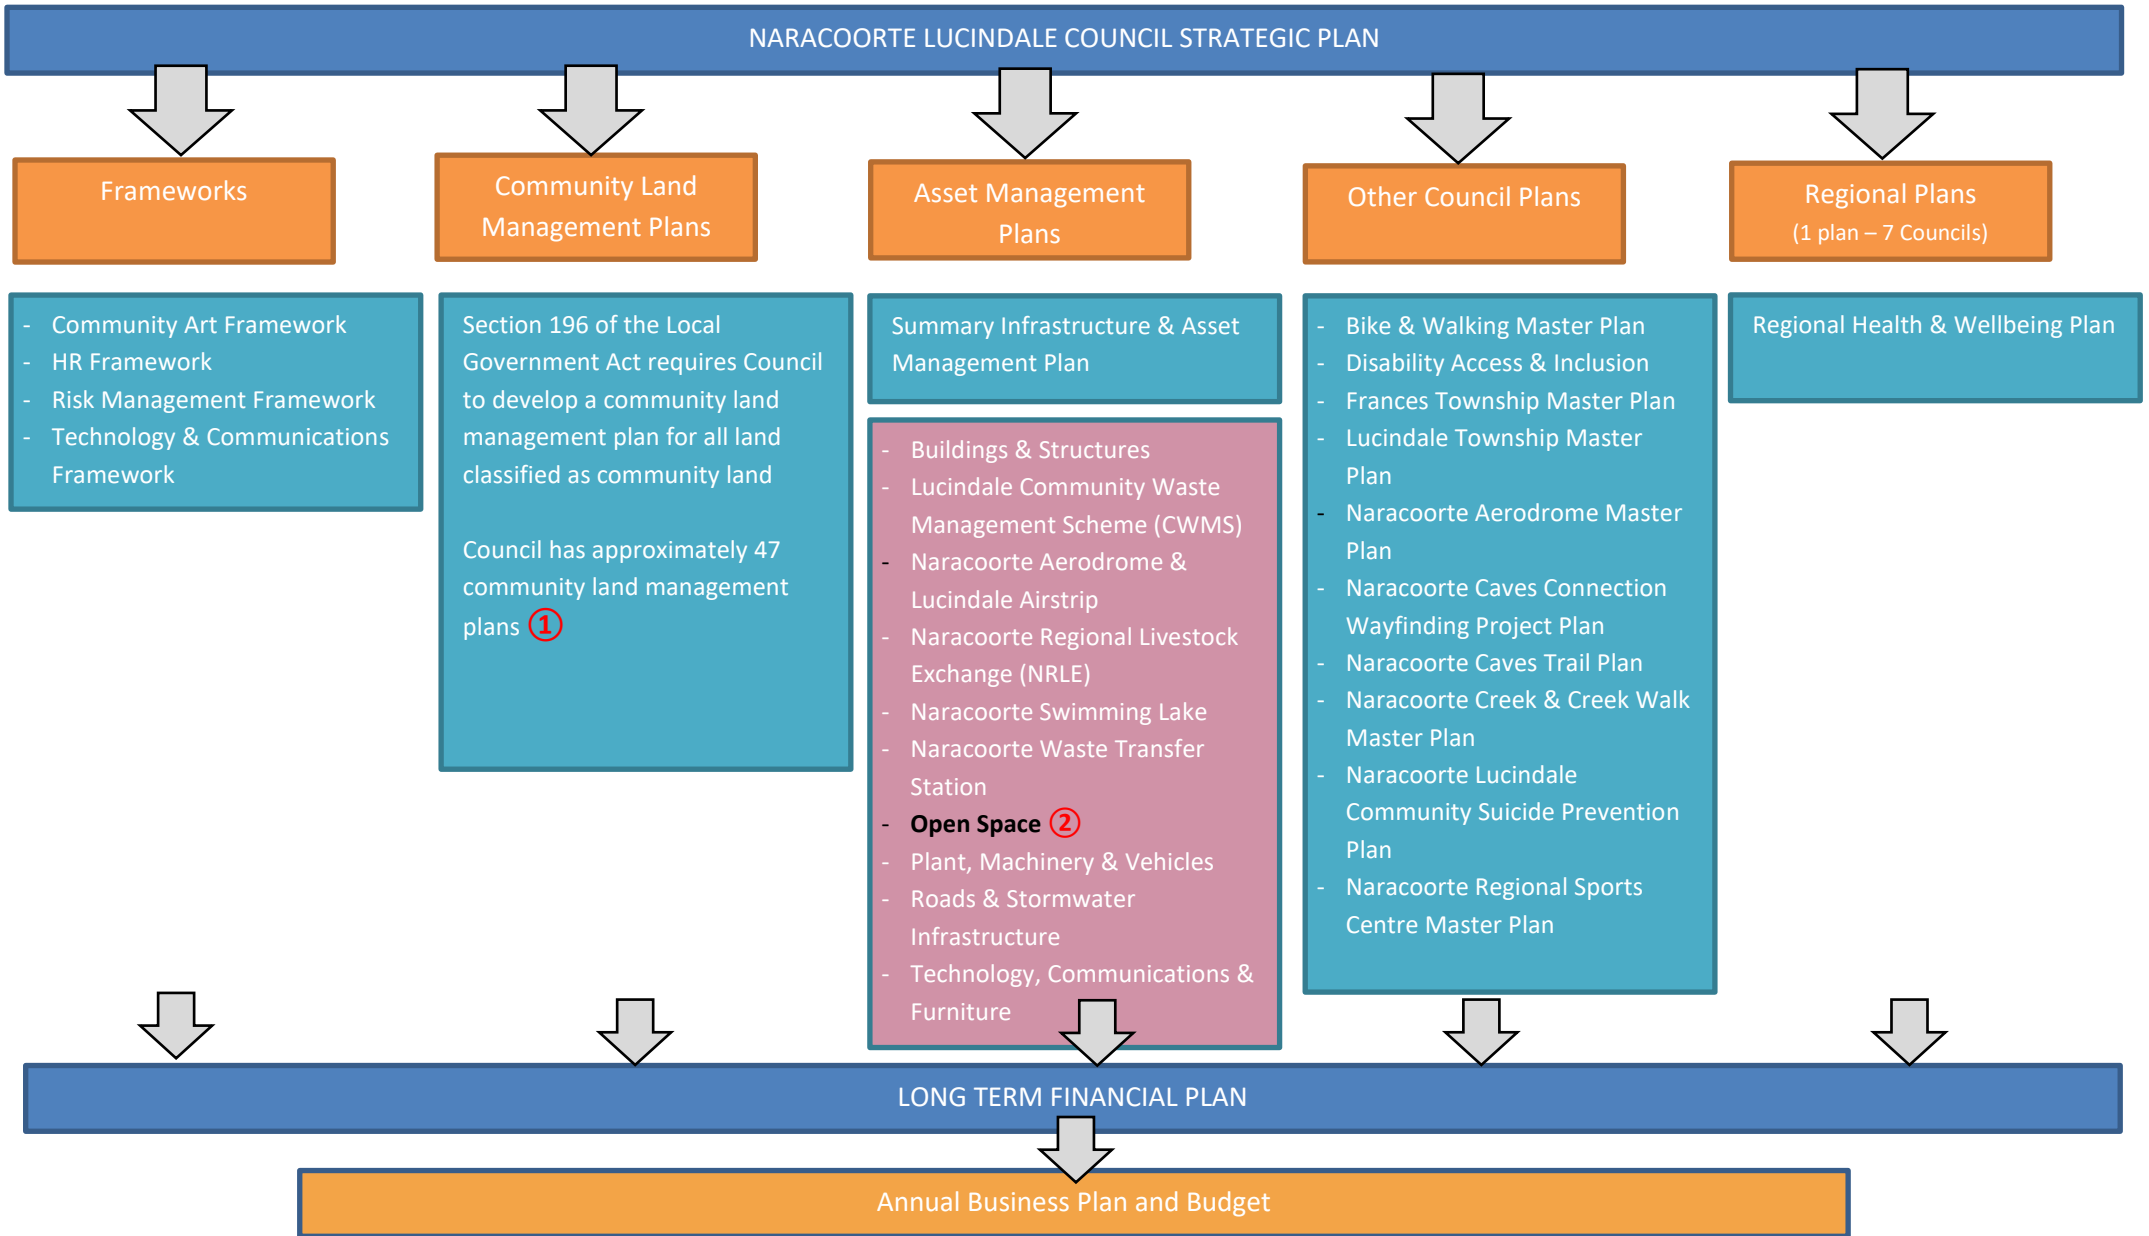 NARACOORTE LUCINDALE COUNCIL STRATEGIC PLAN
Frameworks
Community Land
Management Plans
Asset Management
Plans
Other Council Plans
Regional Plans
(1 plan – 7 Councils)
- Community Art Framework
- HR Framework
- Risk Management Framework
- Technology & Communications
Framework
Section 196 of the Local
Government Act requires Council
to develop a community land
management plan for all land
classified as community land
Council has approximately 47
community land management
plans ①
Summary Infrastructure & Asset
Management Plan
- Buildings & Structures
- Lucindale Community Waste
Management Scheme (CWMS)
- Naracoorte Aerodrome &
Lucindale Airstrip
- Naracoorte Regional Livestock
Exchange (NRLE)
- Naracoorte Swimming Lake
- Naracoorte Waste Transfer
Station
- Open Space ②
- Plant, Machinery & Vehicles
- Roads & Stormwater
Infrastructure
- Technology, Communications &
Furniture
- Bike & Walking Master Plan
- Disability Access & Inclusion
- Frances Township Master Plan
- Lucindale Township Master
Plan
- Naracoorte Aerodrome Master
Plan
- Naracoorte Caves Connection
Wayfinding Project Plan
- Naracoorte Caves Trail Plan
- Naracoorte Creek & Creek Walk
Master Plan
- Naracoorte Lucindale
Community Suicide Prevention
Plan
- Naracoorte Regional Sports
Centre Master Plan
Regional Health & Wellbeing Plan
LONG TERM FINANCIAL PLAN
Annual Business Plan and Budget